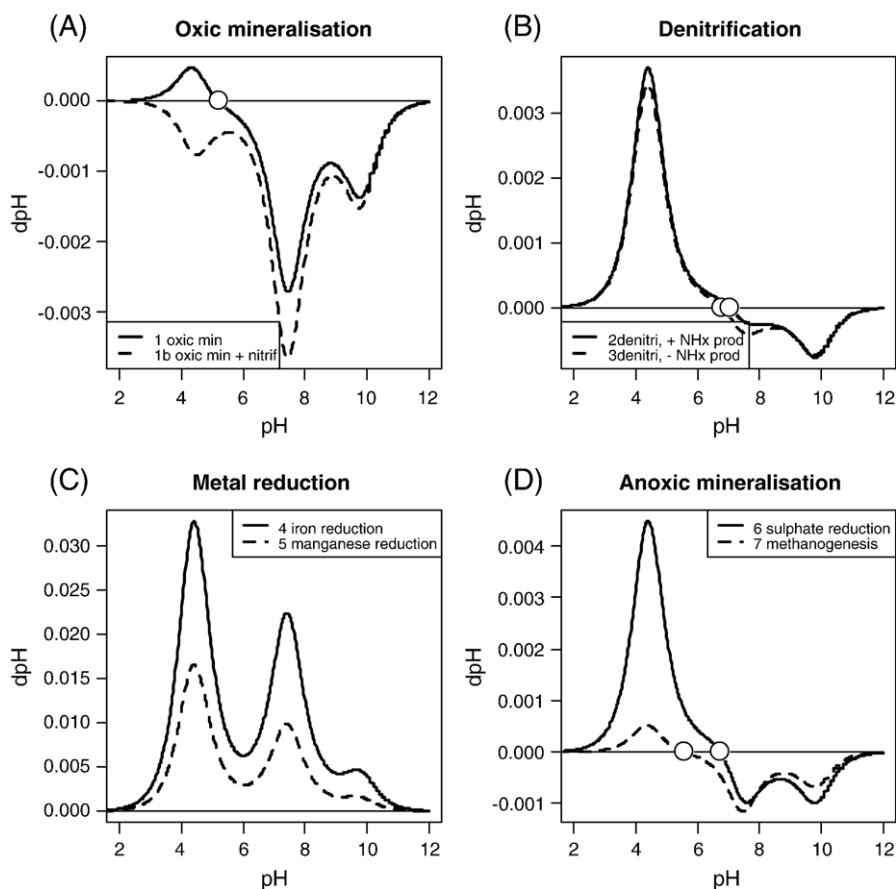 (A) Oxic mineralisation
dpH
0.000
-0.001
-0.002
-0.003
1 oxic min
1b oxic min + nitrif
2 4 6 8 10 12
pH
(B) Denitrification
dpH
0.003
0.002
0.001
0.000
2denitri, + NHx prod
3denitri, - NHx prod
2 4 6 8 10 12
pH
(C) Metal reduction
dpH
0.030
0.025
0.020
0.015
0.010
0.005
0.000
4 iron reduction
5 manganese reduction
2 4 6 8 10 12
pH
(D) Anoxic mineralisation
dpH
0.004
0.003
0.002
0.001
0.000
-0.001
6 sulphate reduction
7 methanogenesis
2 4 6 8 10 12
pH